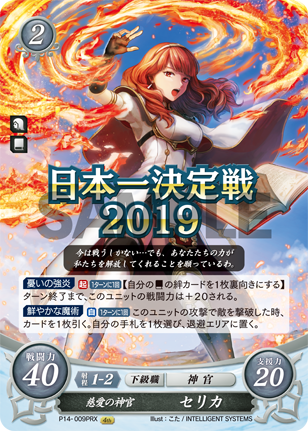 2
日本一決定戦
2019
SAMPLE
今は戦うしかない…でも、あなたたちの力が
私たちを解放してくれることを願っているわ。
憂いの強炎 起 1ターンに1回 【自分の■の絆カードを1枚裏向きにする】
ターン終了まで、このユニットの戦闘力は+20される。
鮮やかな魔術 自 1ターンに1回 このユニットの攻撃で敵を撃破した時、
カードを1枚引く。自分の手札を1枚選び、退避エリアに置く。
戦闘力 40 射程 1-2 下級職 神官 支援力 20
慈愛の神官 セリカ
P14-009PRX 4th Illust:こた / INTELLIGENT SYSTEMS